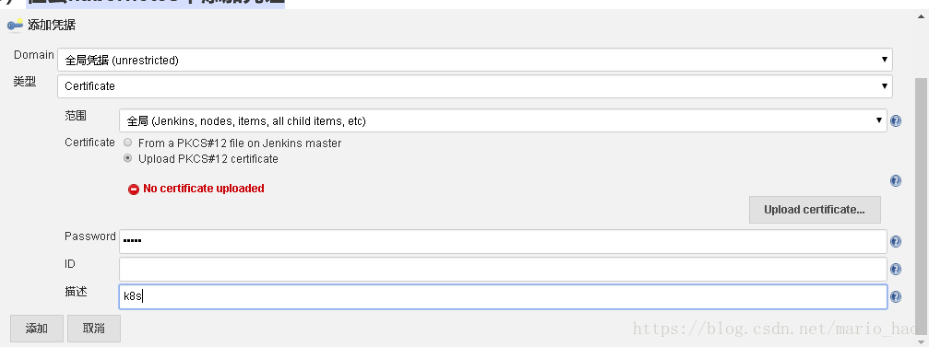 添加凭据
Domain 全局凭据 (unrestricted)
类型 Certificate
范围 全局 (Jenkins, nodes, items, all child items, etc)
Certificate From a PKCS#12 file on Jenkins master
Upload PKCS#12 certificate
No certificate uploaded
Upload certificate...
Password •••••
ID
描述 k8s
添加 取消
https://blog.csdn.net/mario_hao